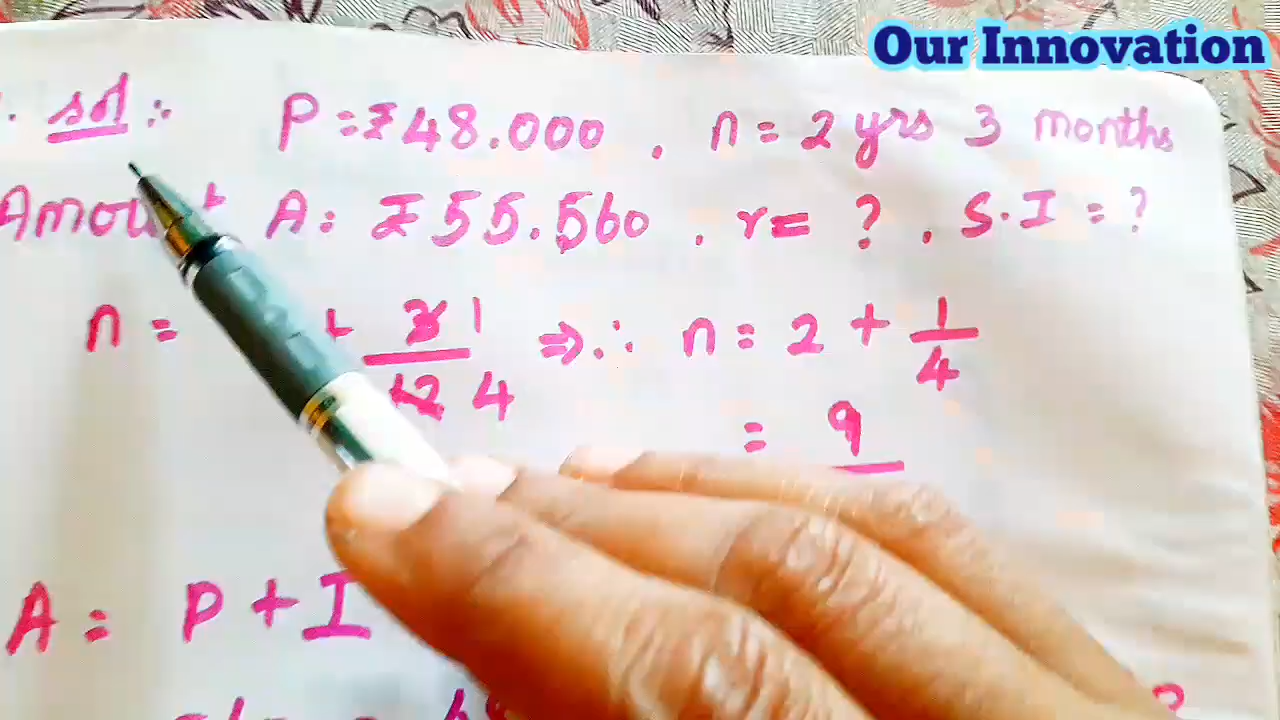 Our Innovation
sol:
P = ₹48.000 , n = 2 yrs 3 months
Amount A: ₹55.560 . r = ? . S.I = ?
n = + 3 1 / 12 4 ⇒ ∴ n = 2 + 1/4
= 9
A = P + I